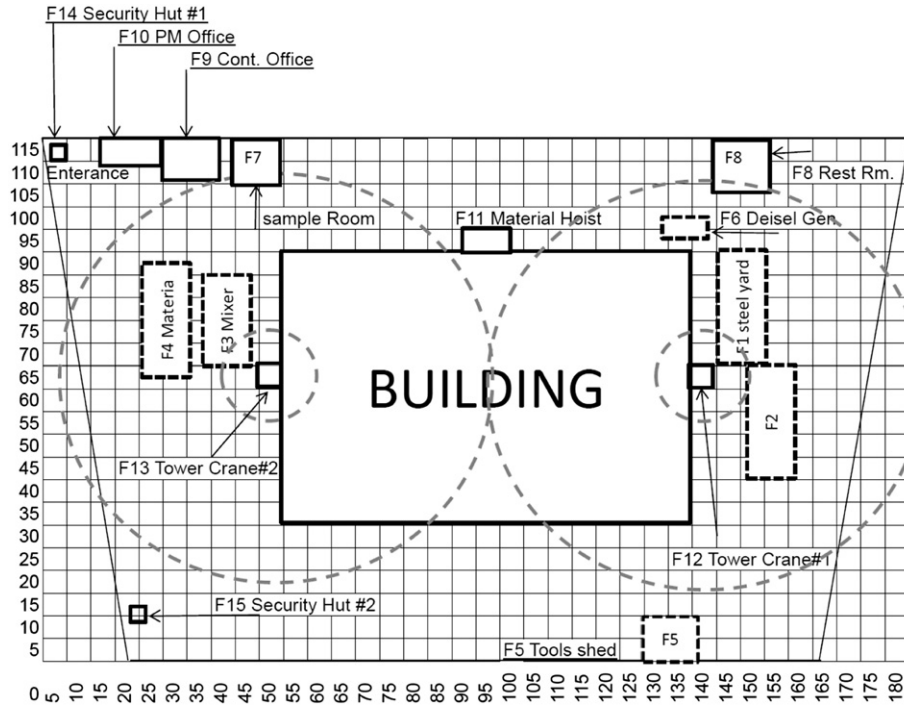 F14 Security Hut #1
F10 PM Office
F9 Cont. Office
115
110
105
100
95
90
85
80
75
70
65
60
55
50
45
40
35
30
25
20
15
10
5
0
Enterance
F7
sample Room
F8
F8 Rest Rm.
F11 Material Hoist
F6 Deisel Gen
F4 Materia
F3 Mixer
F1 steel yard
BUILDING
F2
F13 Tower Crane#2
F12 Tower Crane#1
F15 Security Hut #2
F5 Tools shed
F5
5 10 15 20 25 30 35 40 45 50 55 60 65 70 75 80 85 90 95 100 105 110 115 120 125 130 135 140 145 150 155 160 165 170 175 180 185